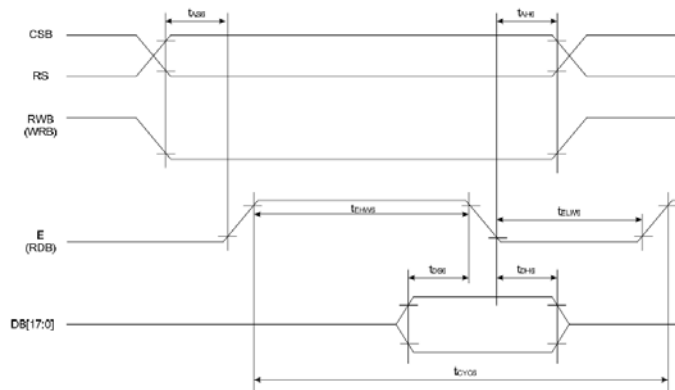 tAS6 tAH6
CSB
RS
RWB
(WRB)
tEHW6 tELW6
E
(RDB)
tDS6 tDH6
DB[17:0]
tCYC6